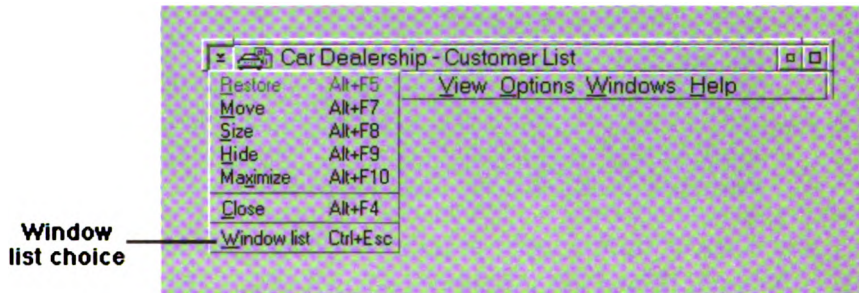 Car Dealership - Customer List
View Options Windows Help
Restore Alt+F5
Move Alt+F7
Size Alt+F8
Hide Alt+F9
Maximize Alt+F10
Close Alt+F4
Window list Ctrl+Esc
Window
list choice